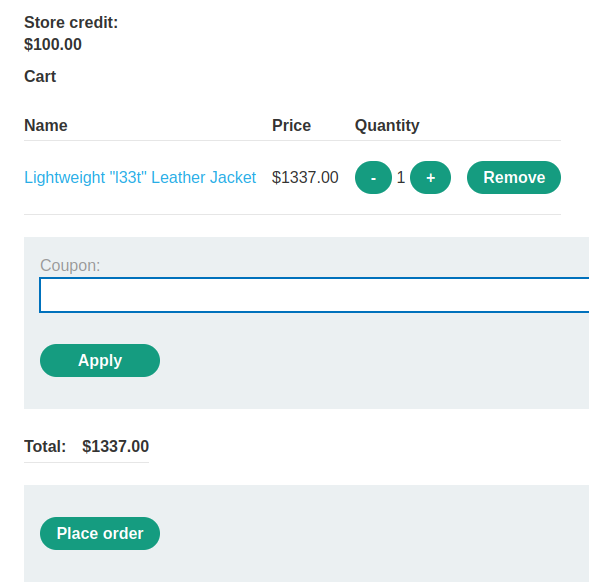 Store credit:
$100.00
Cart
Name Price Quantity
Lightweight "l33t" Leather Jacket $1337.00 - 1 + Remove
Coupon:
Apply
Total: $1337.00
Place order